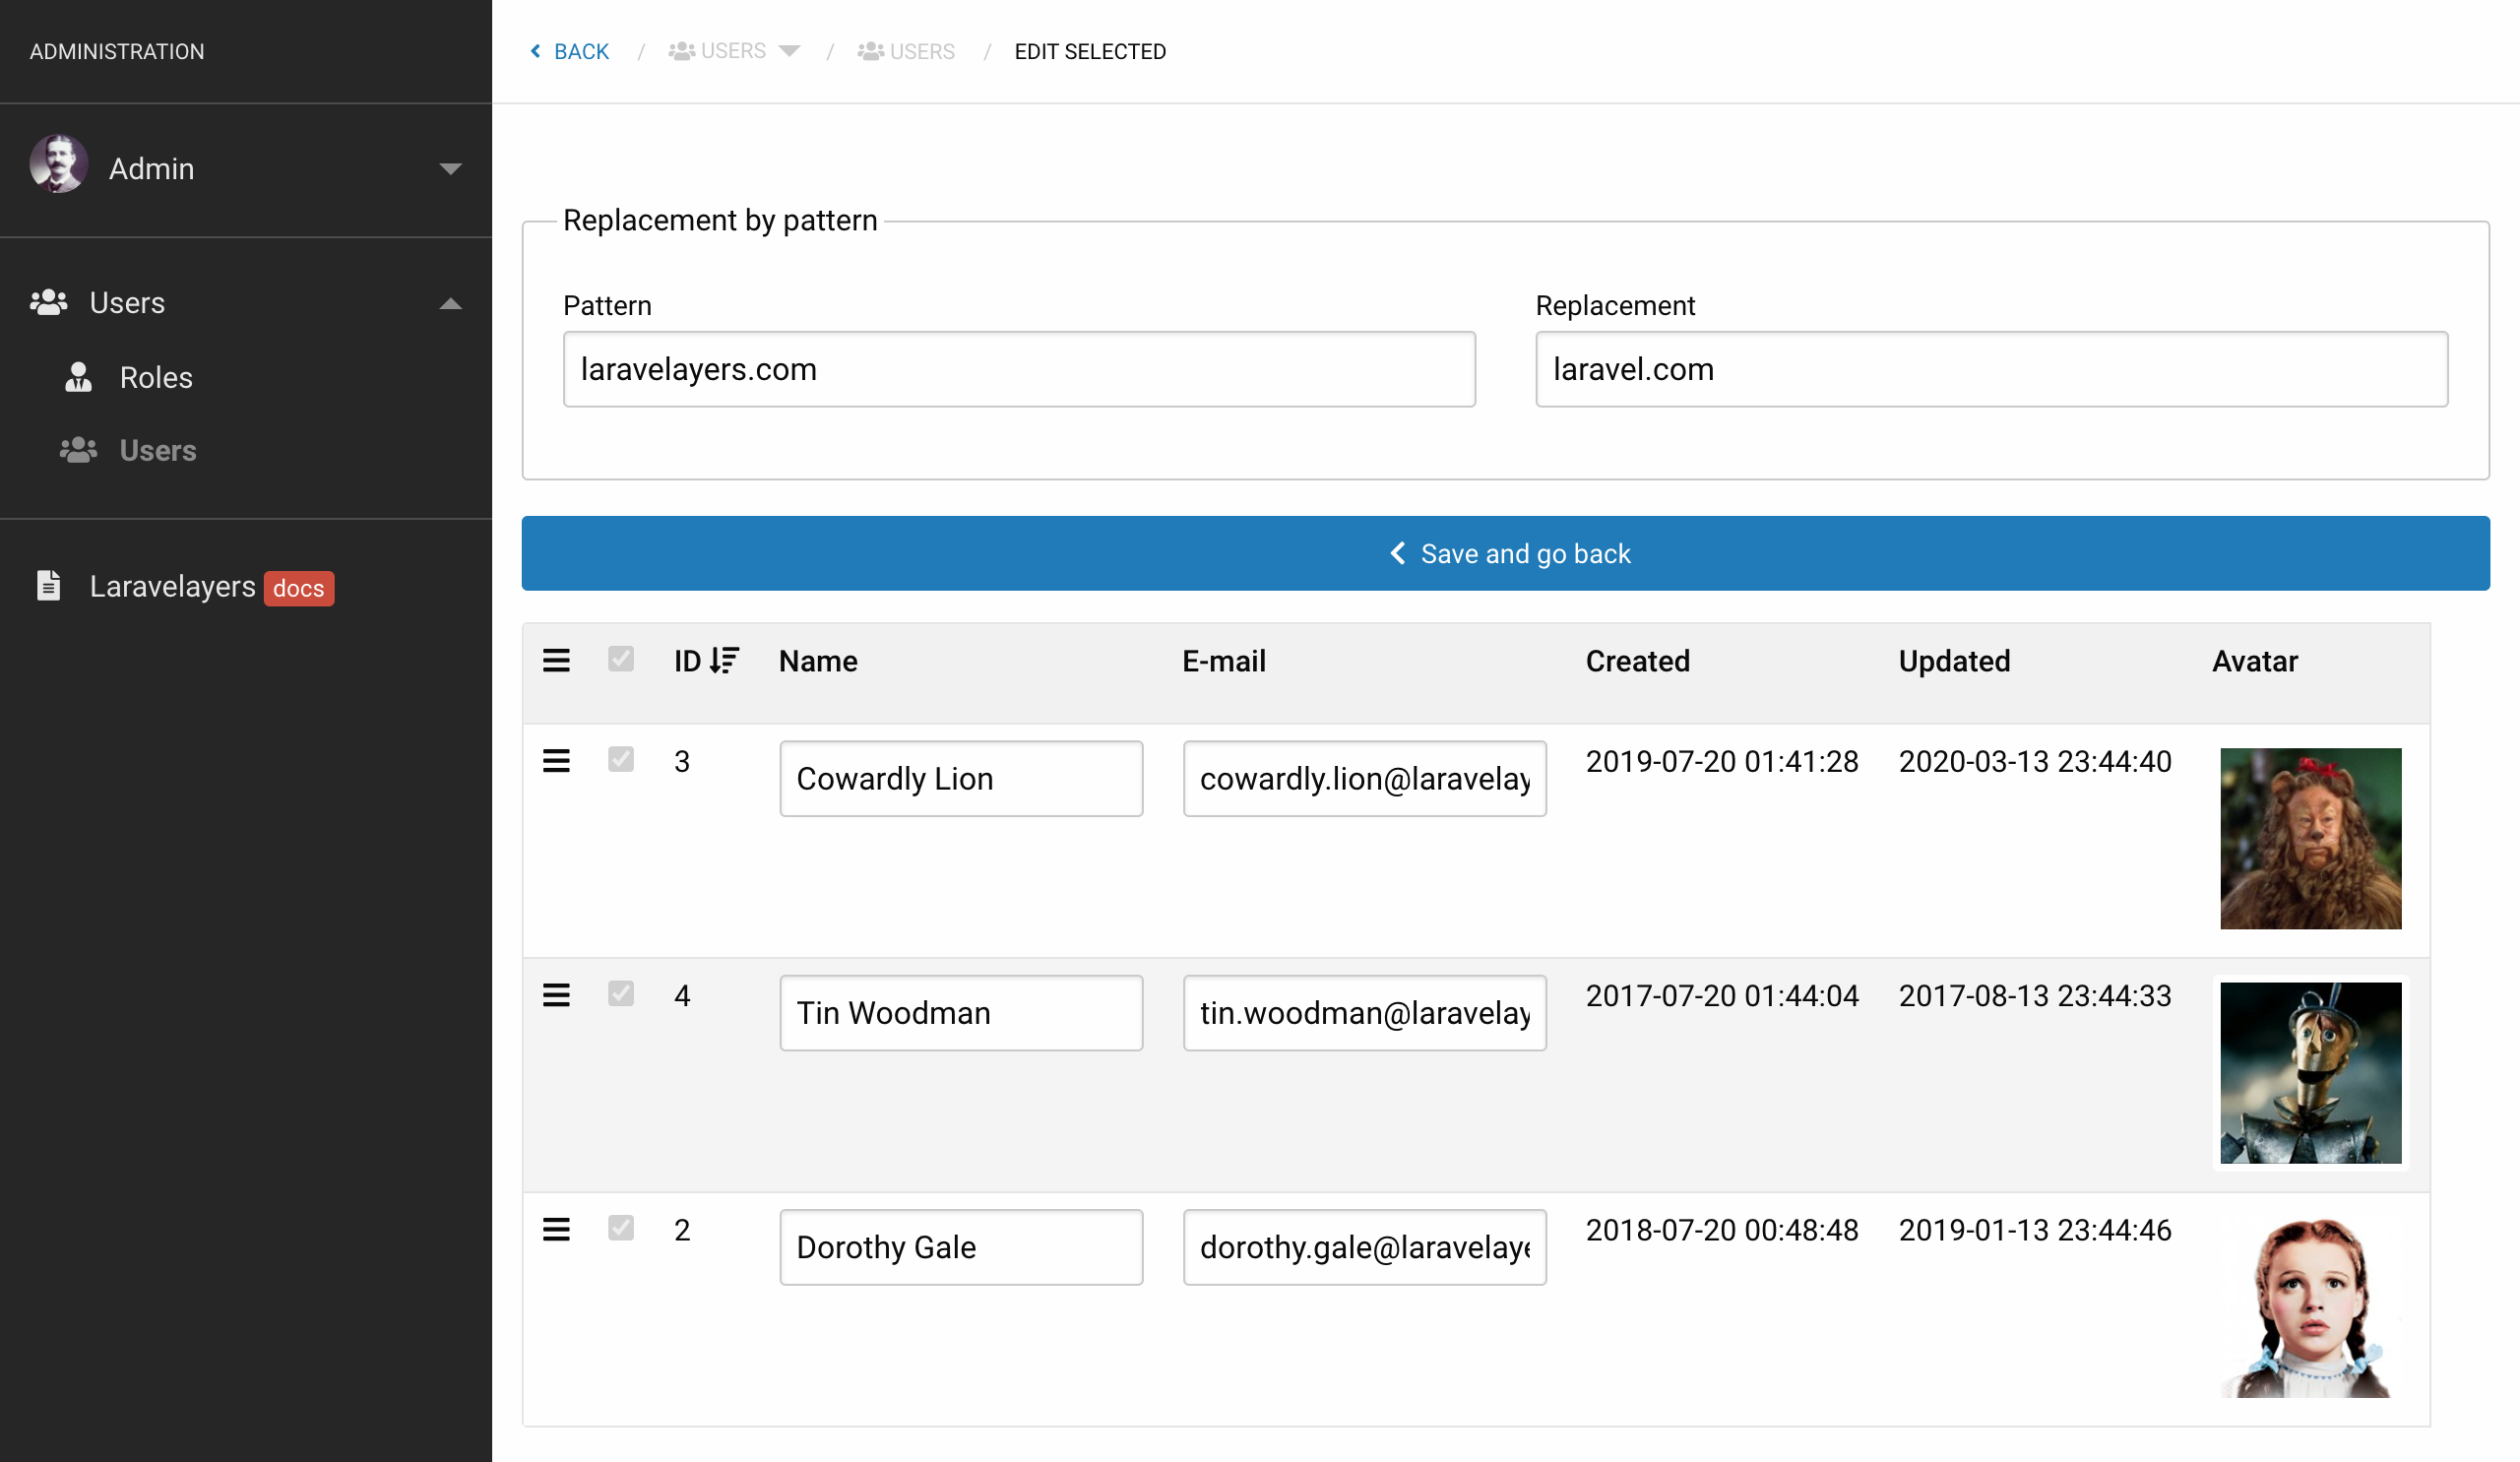 ADMINISTRATION
Admin
Users
Roles
Users
Laravelayers docs
BACK / USERS / USERS / EDIT SELECTED
Replacement by pattern
Pattern
laravelayers.com
Replacement
laravel.com
Save and go back
ID Name E-mail Created Updated Avatar
3 Cowardly Lion cowardly.lion@laravelay 2019-07-20 01:41:28 2020-03-13 23:44:40
4 Tin Woodman tin.woodman@laravelay 2017-07-20 01:44:04 2017-08-13 23:44:33
2 Dorothy Gale dorothy.gale@laravelaye 2018-07-20 00:48:48 2019-01-13 23:44:46